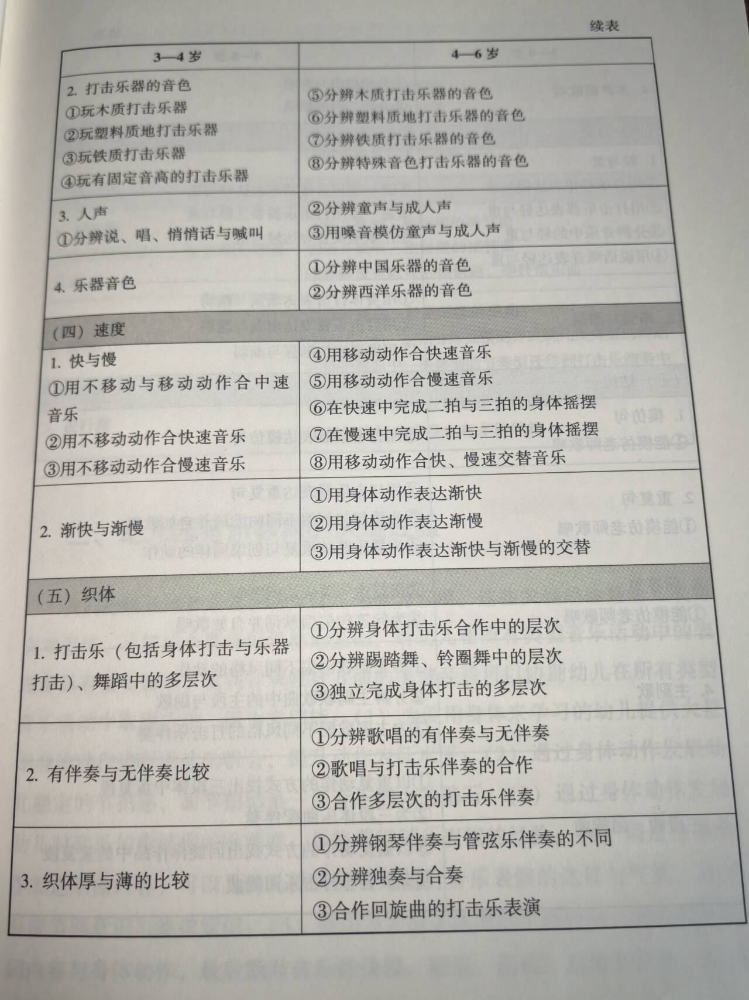 续表
3—4 岁
4—6 岁
2. 打击乐器的音色
①玩木质打击乐器
②玩塑料质地打击乐器
③玩铁质打击乐器
④玩有固定音高的打击乐器
⑤分辨木质打击乐器的音色
⑥分辨塑料质地打击乐器的音色
⑦分辨铁质打击乐器的音色
⑧分辨特殊音色打击乐器的音色
3. 人声
①分辨说、唱、悄悄话与喊叫
②分辨童声与成人声
③用嗓音模仿童声与成人声
4. 乐器音色
①分辨中国乐器的音色
②分辨西洋乐器的音色
（四）速度
1. 快与慢
①用不移动与移动动作合中速
音乐
②用不移动动作合快速音乐
③用不移动动作合慢速音乐
④用移动动作合快速音乐
⑤用移动动作合慢速音乐
⑥在快速中完成二拍与三拍的身体摇摆
⑦在慢速中完成二拍与三拍的身体摇摆
⑧用移动动作合快、慢速交替音乐
2. 渐快与渐慢
①用身体动作表达渐快
②用身体动作表达渐慢
③用身体动作表达渐快与渐慢的交替
（五）织体
1. 打击乐（包括身体打击与乐器
打击）、舞蹈中的多层次
①分辨身体打击乐合作中的层次
②分辨踢踏舞、铃圈舞中的层次
③独立完成身体打击的多层次
2. 有伴奏与无伴奏比较
①分辨歌唱的有伴奏与无伴奏
②歌唱与打击乐伴奏的合作
③合作多层次的打击乐伴奏
3. 织体厚与薄的比较
①分辨钢琴伴奏与管弦乐伴奏的不同
②分辨独奏与合奏
③合作回旋曲的打击乐表演